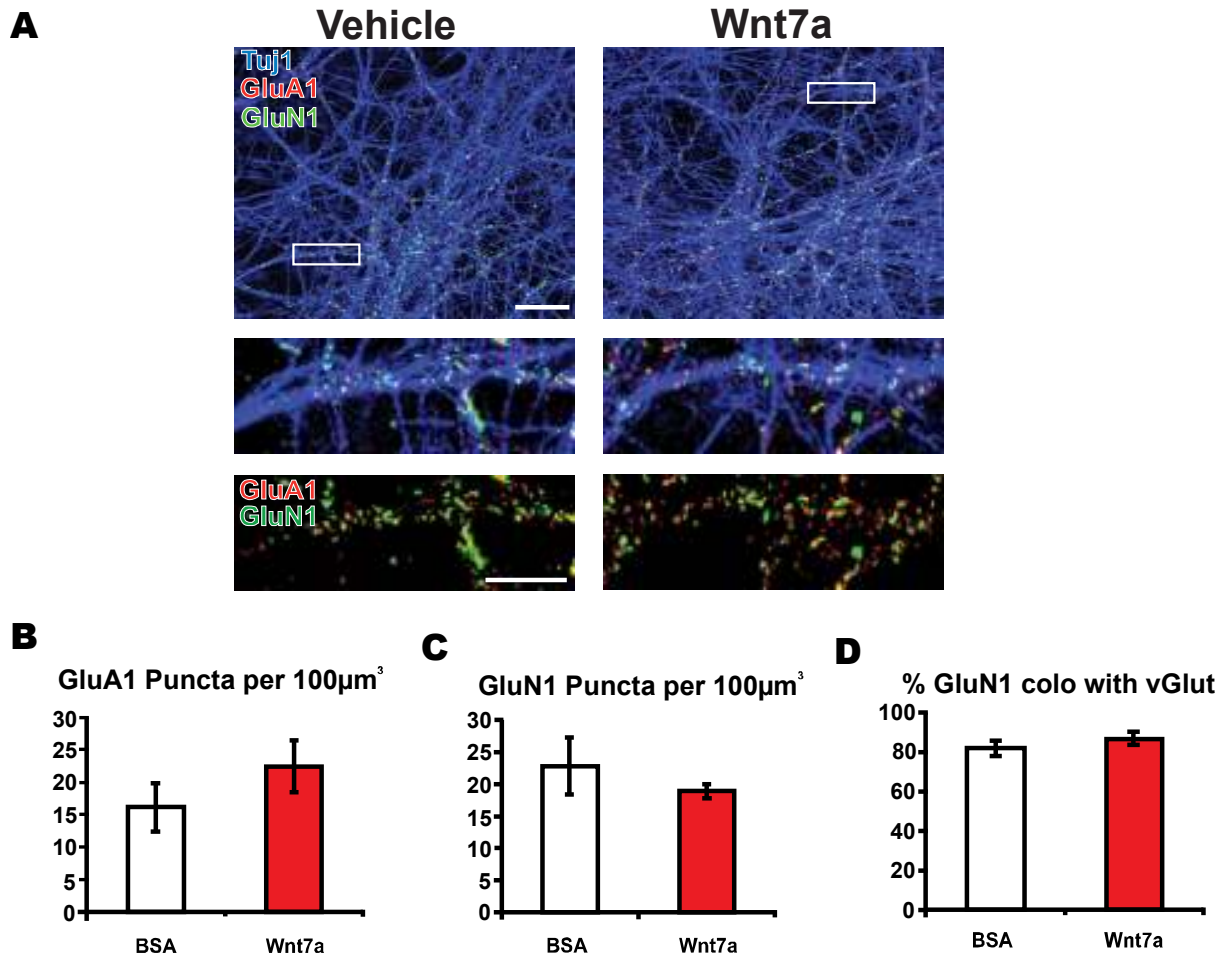 A
Vehicle
Wnt7a
Tuj1
GluA1
GluN1
GluA1
GluN1
B
GluA1 Puncta per 100µm³
30
25
20
15
10
5
0
BSA
Wnt7a
C
GluN1 Puncta per 100µm³
30
25
20
15
10
5
0
BSA
Wnt7a
D
% GluN1 colo with vGlut
100
80
60
40
20
0
BSA
Wnt7a